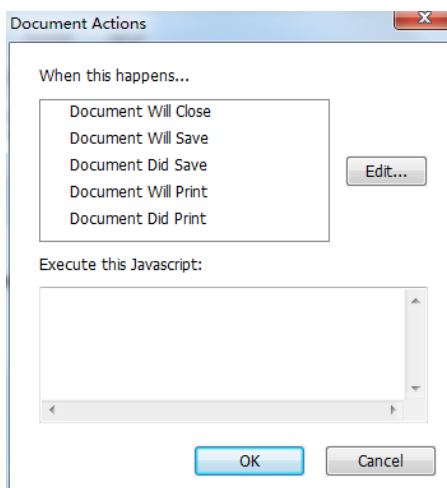 Document Actions
When this happens...
Document Will Close
Document Will Save
Document Did Save
Document Will Print
Document Did Print
Edit...
Execute this Javascript:
OK
Cancel